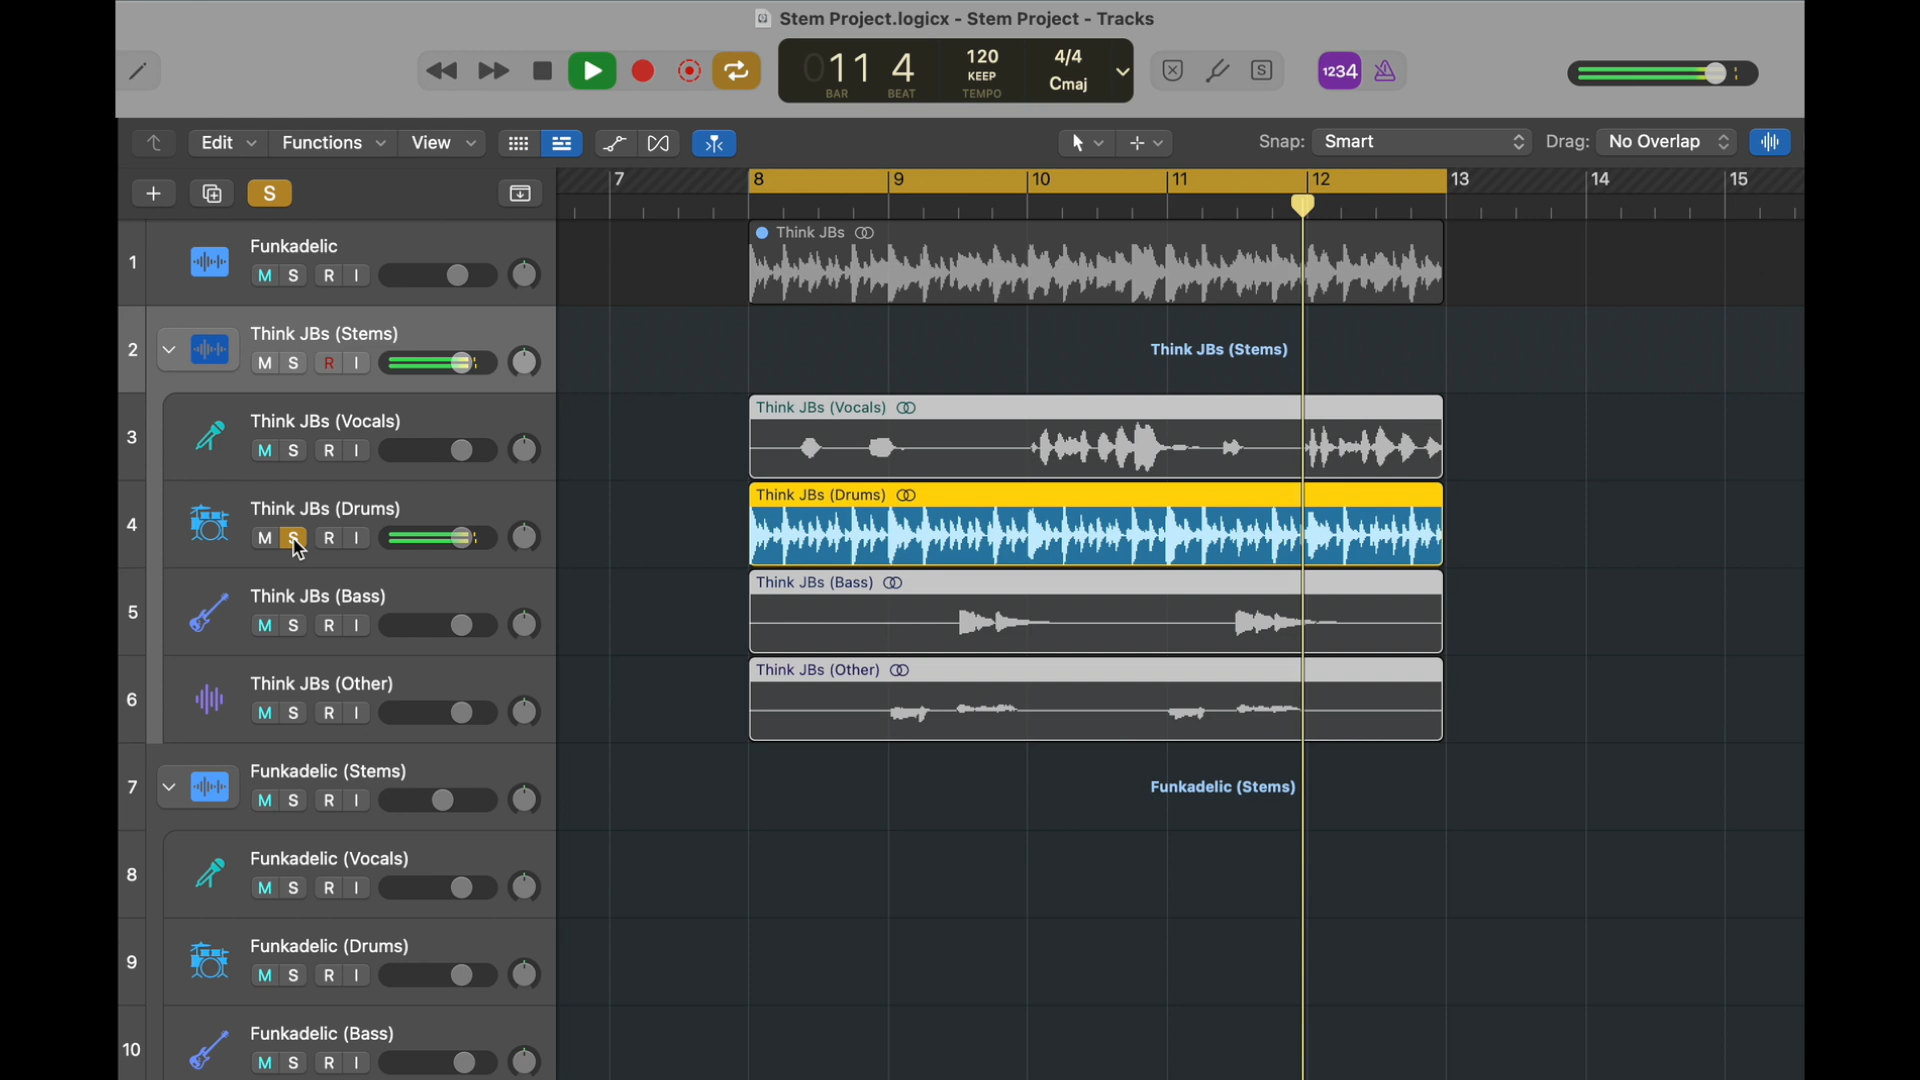 Stem Project.logicx - Stem Project - Tracks
011 4
BAR BEAT
120
KEEP
TEMPO
4/4
Cmaj
S
1234
Edit
Functions
View
Snap: Smart
Drag: No Overlap
S
7 8 9 10 11 12 13 14 15
1
Funkadelic
M S R I
Think JBs
2
Think JBs (Stems)
M S R I
Think JBs (Stems)
3
Think JBs (Vocals)
M S R I
Think JBs (Vocals)
4
Think JBs (Drums)
M S R I
Think JBs (Drums)
5
Think JBs (Bass)
M S R I
Think JBs (Bass)
6
Think JBs (Other)
M S R I
Think JBs (Other)
7
Funkadelic (Stems)
M S R I
Funkadelic (Stems)
8
Funkadelic (Vocals)
M S R I
9
Funkadelic (Drums)
M S R I
10
Funkadelic (Bass)
M S R I